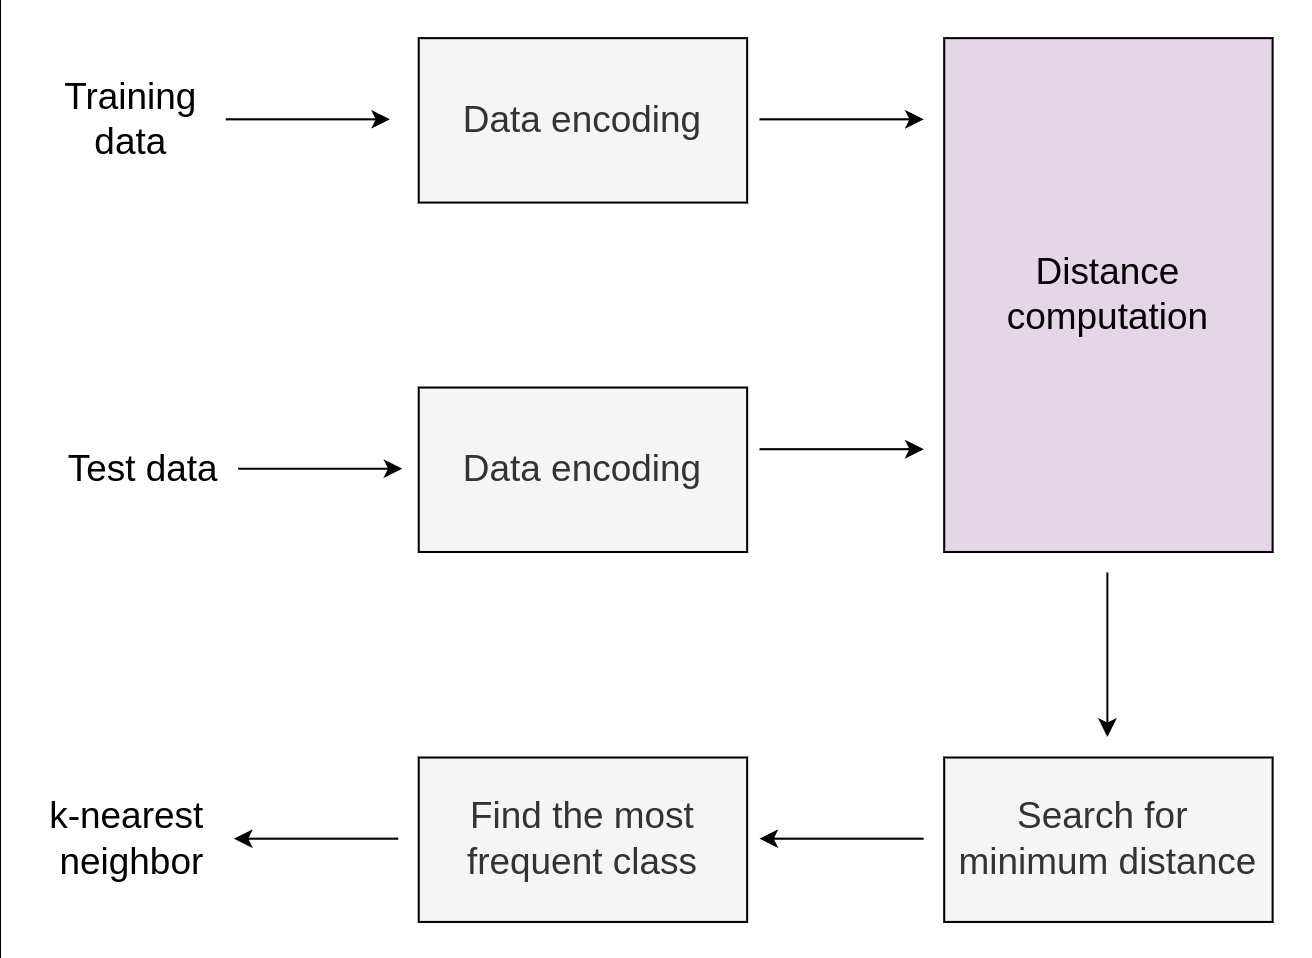 Training
data
Data encoding
Distance
computation
Test data
Data encoding
k-nearest
neighbor
Find the most
frequent class
Search for
minimum distance